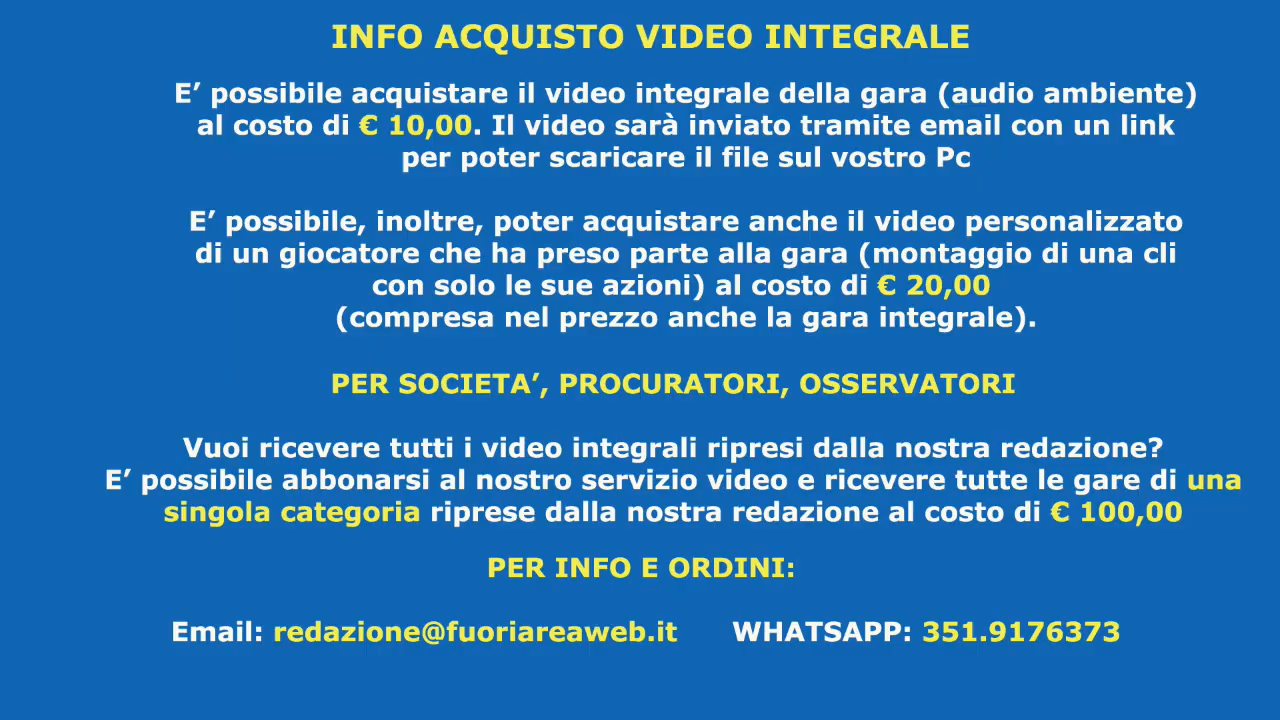 INFO ACQUISTO VIDEO INTEGRALE
E’ possibile acquistare il video integrale della gara (audio ambiente)
al costo di € 10,00. Il video sarà inviato tramite email con un link
per poter scaricare il file sul vostro Pc
E’ possibile, inoltre, poter acquistare anche il video personalizzato
di un giocatore che ha preso parte alla gara (montaggio di una cli
con solo le sue azioni) al costo di € 20,00
(compresa nel prezzo anche la gara integrale).
PER SOCIETA’, PROCURATORI, OSSERVATORI
Vuoi ricevere tutti i video integrali ripresi dalla nostra redazione?
E’ possibile abbonarsi al nostro servizio video e ricevere tutte le gare di una
singola categoria riprese dalla nostra redazione al costo di € 100,00
PER INFO E ORDINI:
Email: redazione@fuoriareaweb.it WHATSAPP: 351.9176373